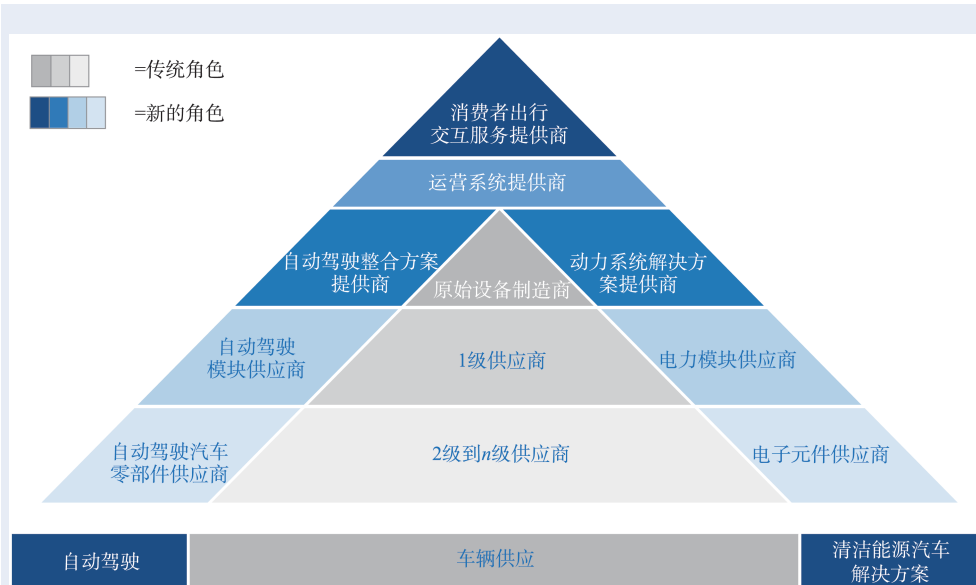 =传统角色
=新的角色
消费者出行
交互服务提供商
运营系统提供商
自动驾驶整合方案
提供商
原始设备制造商
动力系统解决方
案提供商
自动驾驶
模块供应商
1级供应商
电力模块供应商
自动驾驶汽车
零部件供应商
2级到n级供应商
电子元件供应商
自动驾驶
车辆供应
清洁能源汽车
解决方案